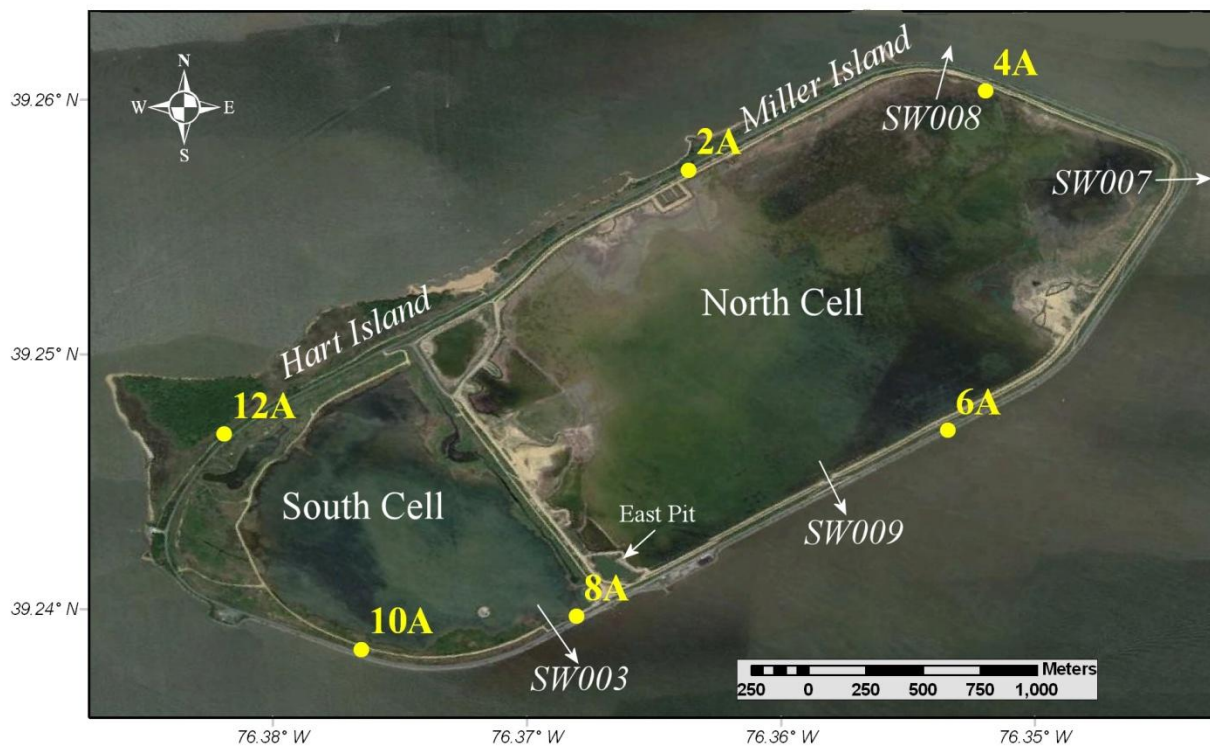 39.26° N
39.25° N
39.24° N
N
W E
S
Miller Island
4A
SW008
2A
SW007
North Cell
Hart Island
12A
6A
South Cell
East Pit
SW009
8A
10A
SW003
Meters
250 0 250 500 750 1,000
76.38° W
76.37° W
76.36° W
76.35° W